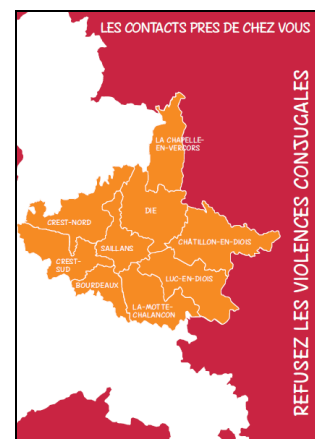 LES CONTACTS PRES DE CHEZ VOUS
REFUSEZ LES VIOLENCES CONJUGALES
LA CHAPELLE-
EN-VERCORS
DIE
CREST-NORD
CHÂTILLON-EN-DIOIS
SAILLANS
CREST-
SUD
LUC-EN-DIOIS
BOURDEAUX
LA-MOTTE-
CHALANCON